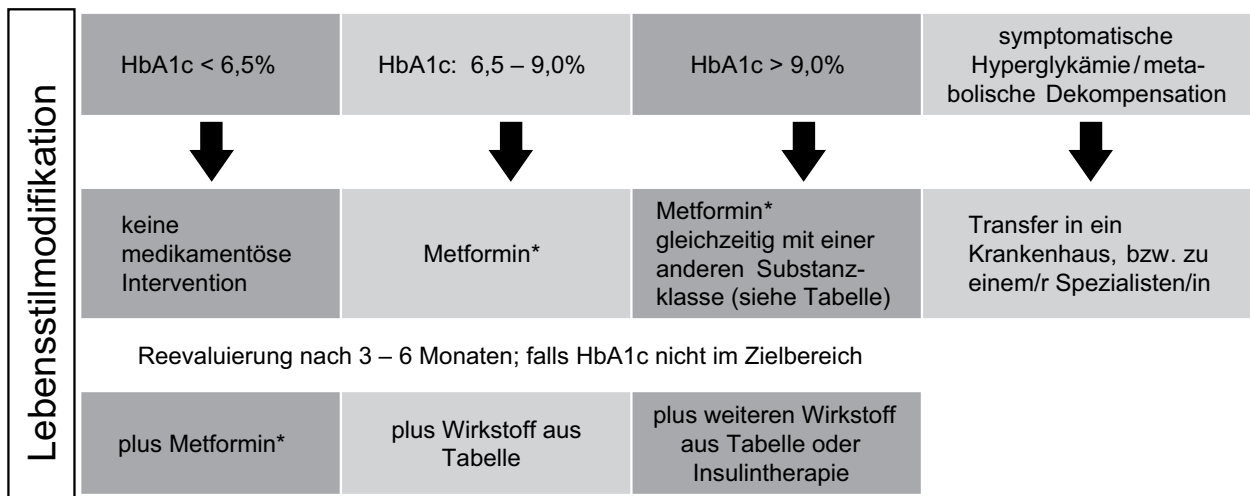 Lebensstilmodifikation
HbA1c < 6,5%
HbA1c: 6,5 – 9,0%
HbA1c > 9,0%
symptomatische
Hyperglykämie/meta-
bolische Dekompensation
keine
medikamentöse
Intervention
Metformin*
Metformin*
gleichzeitig mit einer
anderen Substanz-
klasse (siehe Tabelle)
Transfer in ein
Krankenhaus, bzw. zu
einem/r Spezialisten/in
Reevaluierung nach 3 – 6 Monaten; falls HbA1c nicht im Zielbereich
plus Metformin*
plus Wirkstoff aus
Tabelle
plus weiteren Wirkstoff
aus Tabelle oder
Insulintherapie